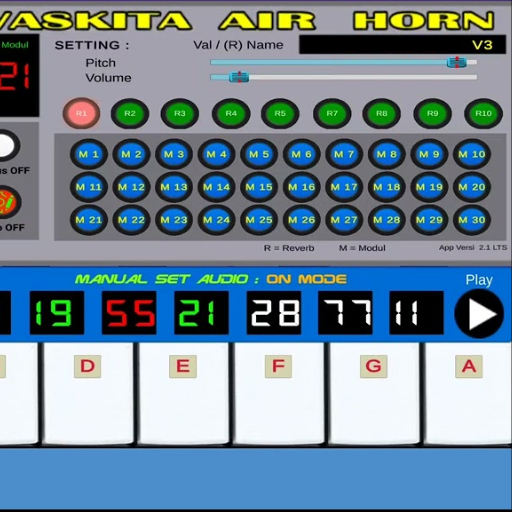 WASKITA AIR HORN
Modul
SETTING :
Val / (R) Name
V3
Pitch
Volume
21
R1 R2 R3 R4 R5 R7 R8 R9 R10
M 1 M 2 M 3 M 4 M 5 M 6 M 7 M 8 M 9 M 10
OFF
M 11 M 12 M 13 M 14 M 15 M 16 M 17 M 18 M 19 M 20
M 21 M 22 M 23 M 24 M 25 M 26 M 27 M 28 M 29 M 30
OFF
R = Reverb M = Modul App Versi 2.1 LTS
MANUAL SET AUDIO : ON MODE
Play
19 55 21 28 77 11
D E F G A